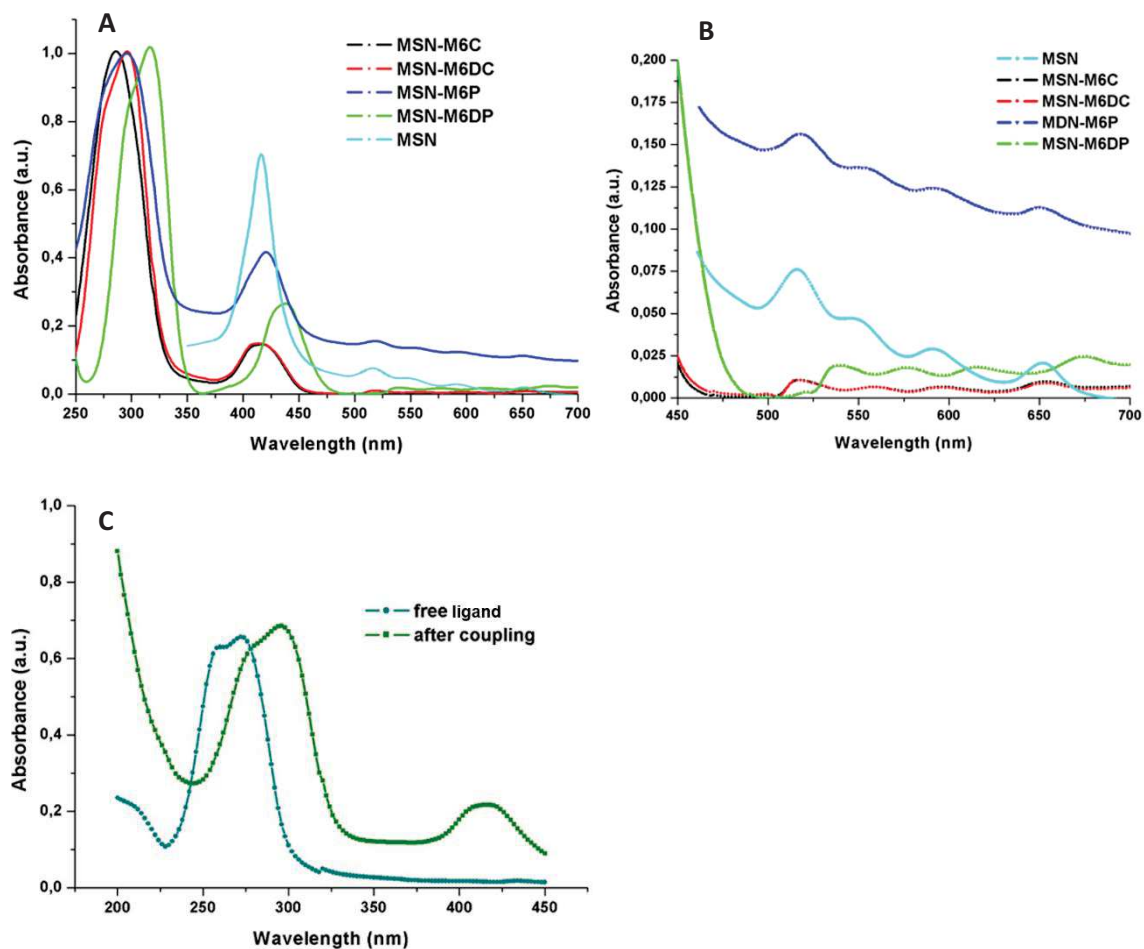 A
MSN-M6C
MSN-M6DC
MSN-M6P
MSN-M6DP
MSN
1,0
0,8
0,6
0,4
0,2
0,0
250 300 350 400 450 500 550 600 650 700
Absorbance (a.u.)
Wavelength (nm)
B
MSN
MSN-M6C
MSN-M6DC
MDN-M6P
MSN-M6DP
0,200
0,175
0,150
0,125
0,100
0,075
0,050
0,025
0,000
450 500 550 600 650 700
Absorbance (a.u.)
Wavelength (nm)
C
free ligand
after coupling
1,0
0,8
0,6
0,4
0,2
0,0
200 250 300 350 400 450
Absorbance (a.u.)
Wavelength (nm)